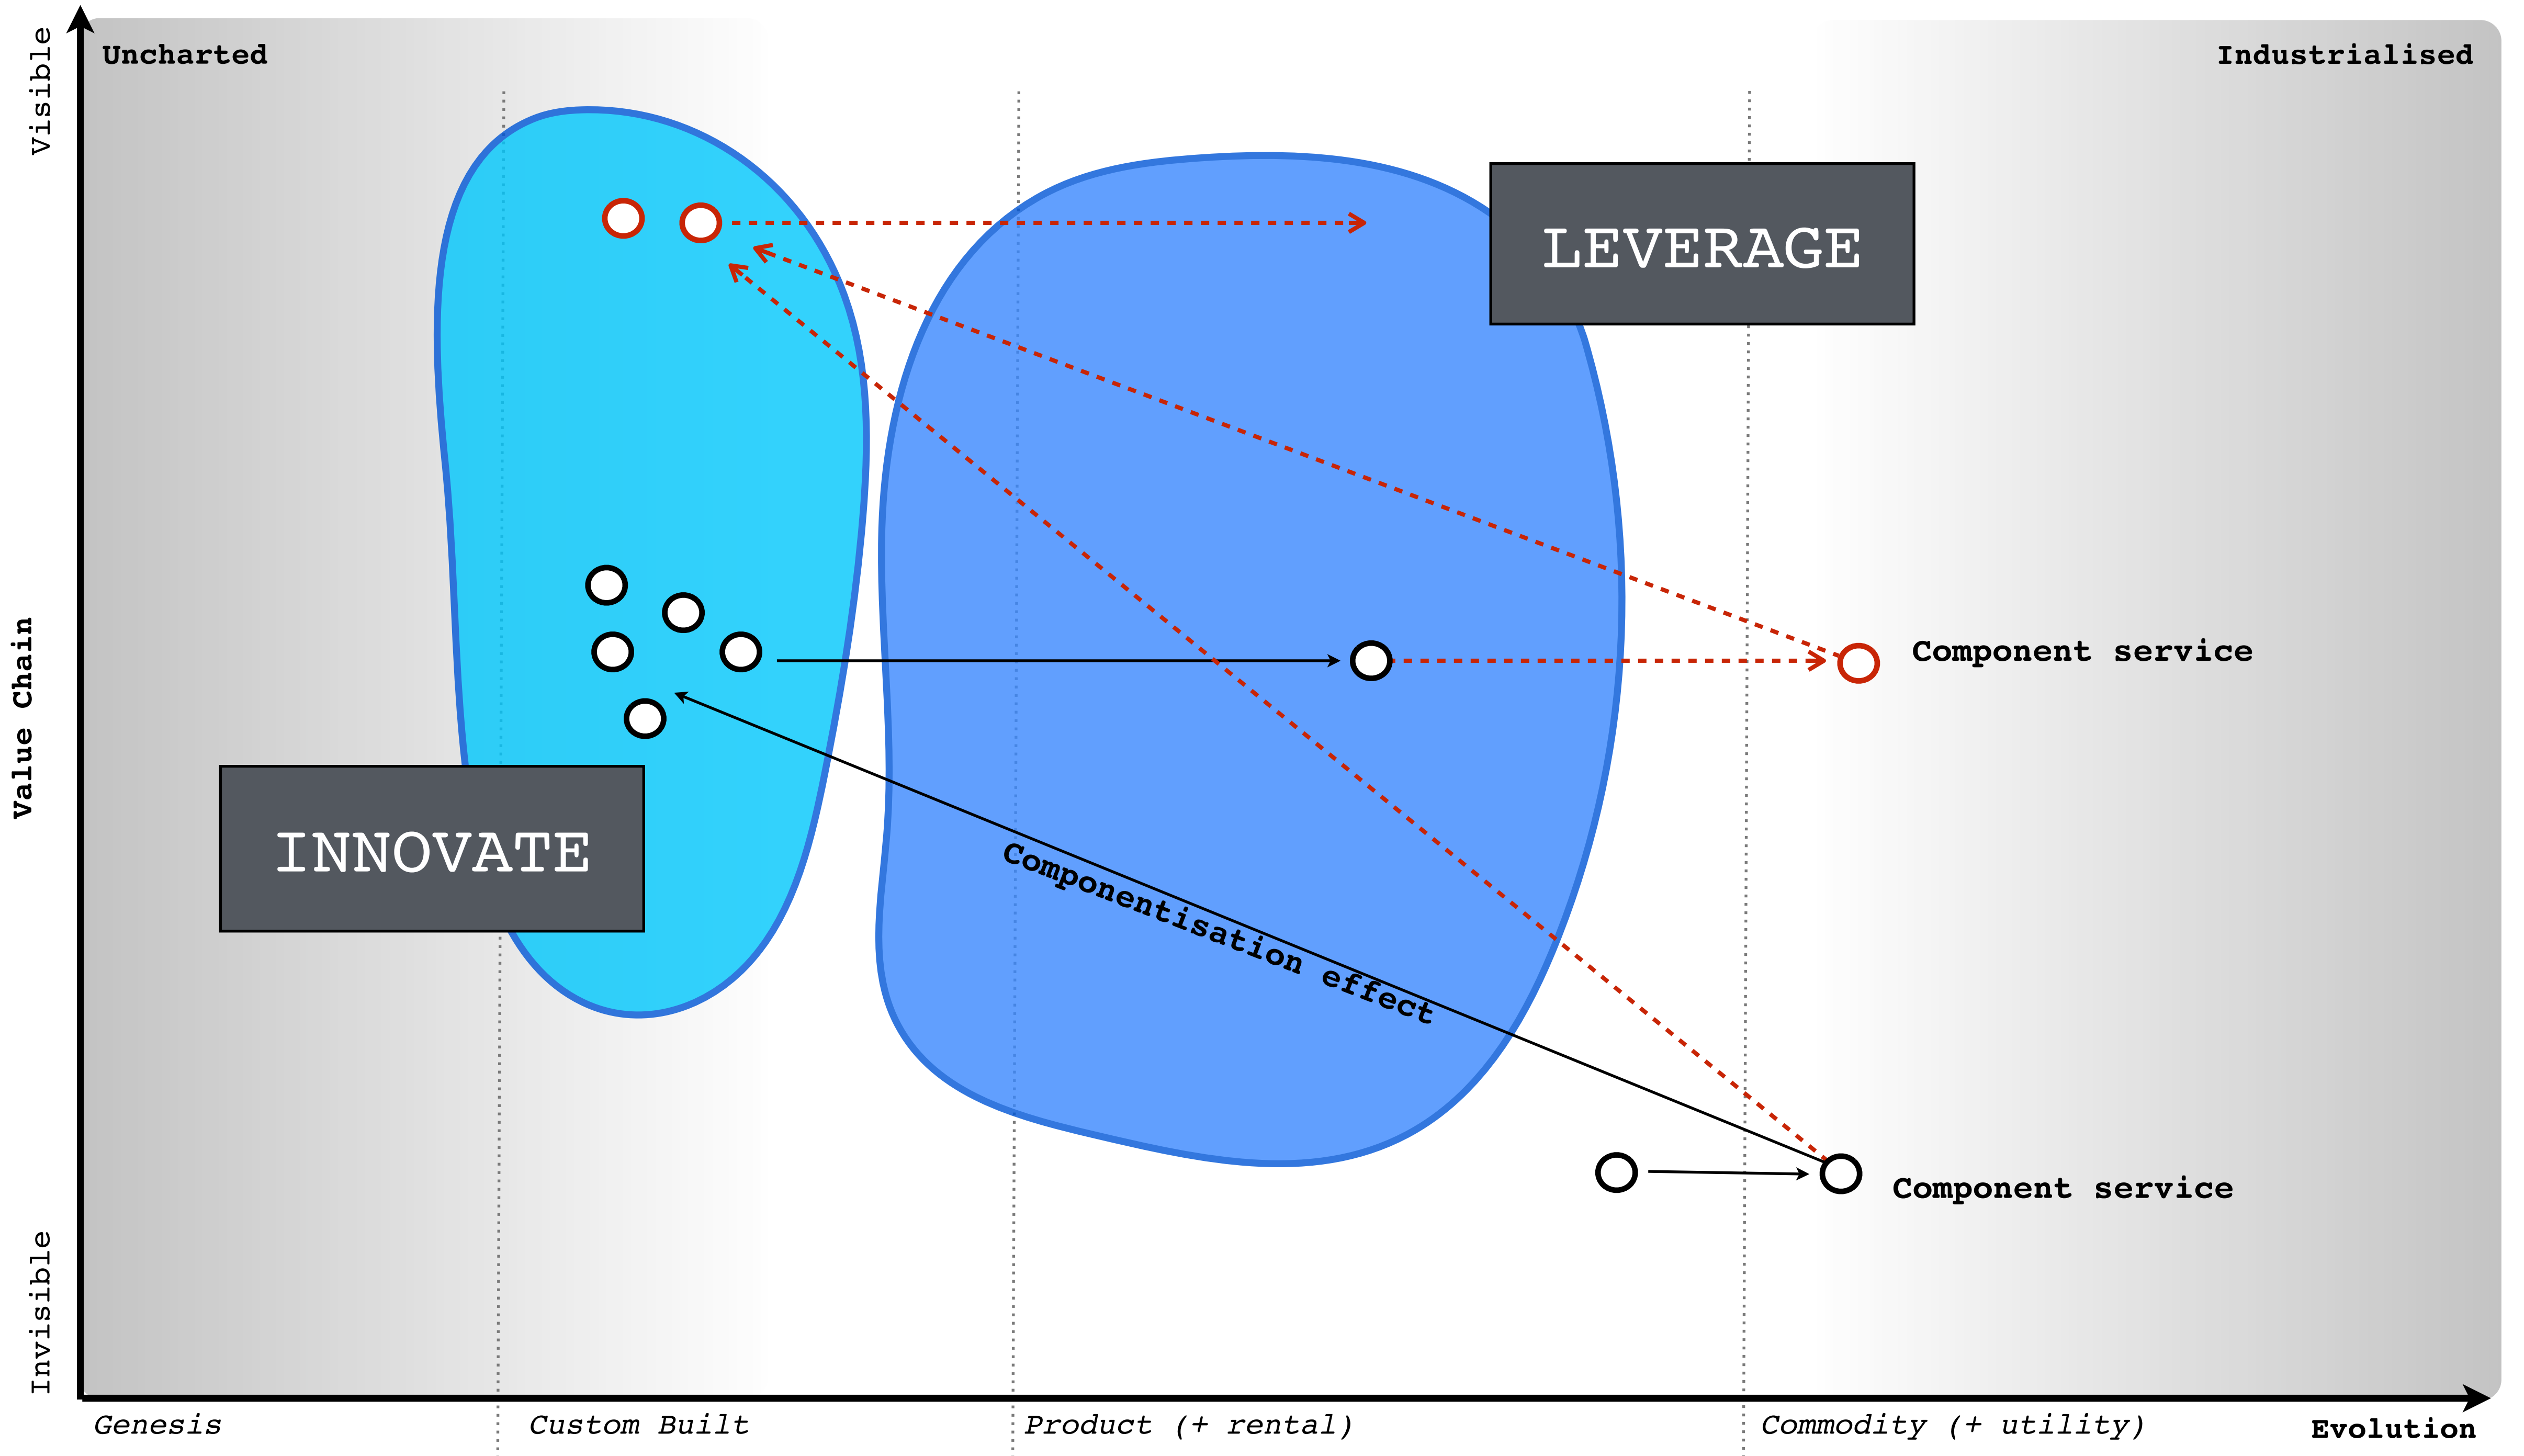 Visible
Uncharted
Industrialised
LEVERAGE
Value Chain
Component service
INNOVATE
Componentisation effect
Component service
Invisible
Genesis
Custom Built
Product (+ rental)
Commodity (+ utility)
Evolution